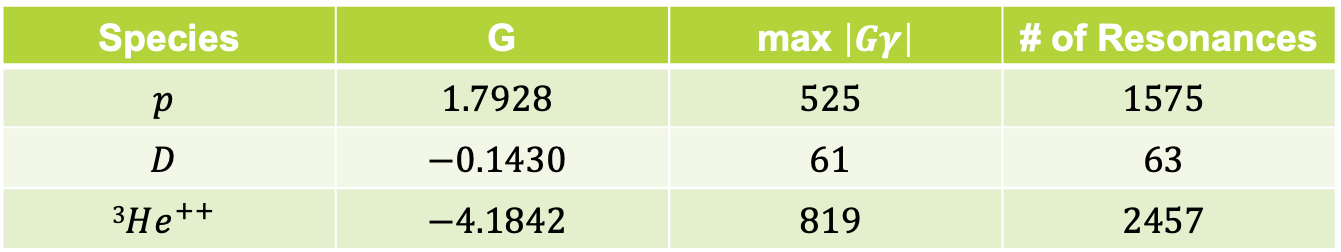 Species G max |Gγ| # of Resonances
p 1.7928 525 1575
D −0.1430 61 63
³He⁺⁺ −4.1842 819 2457